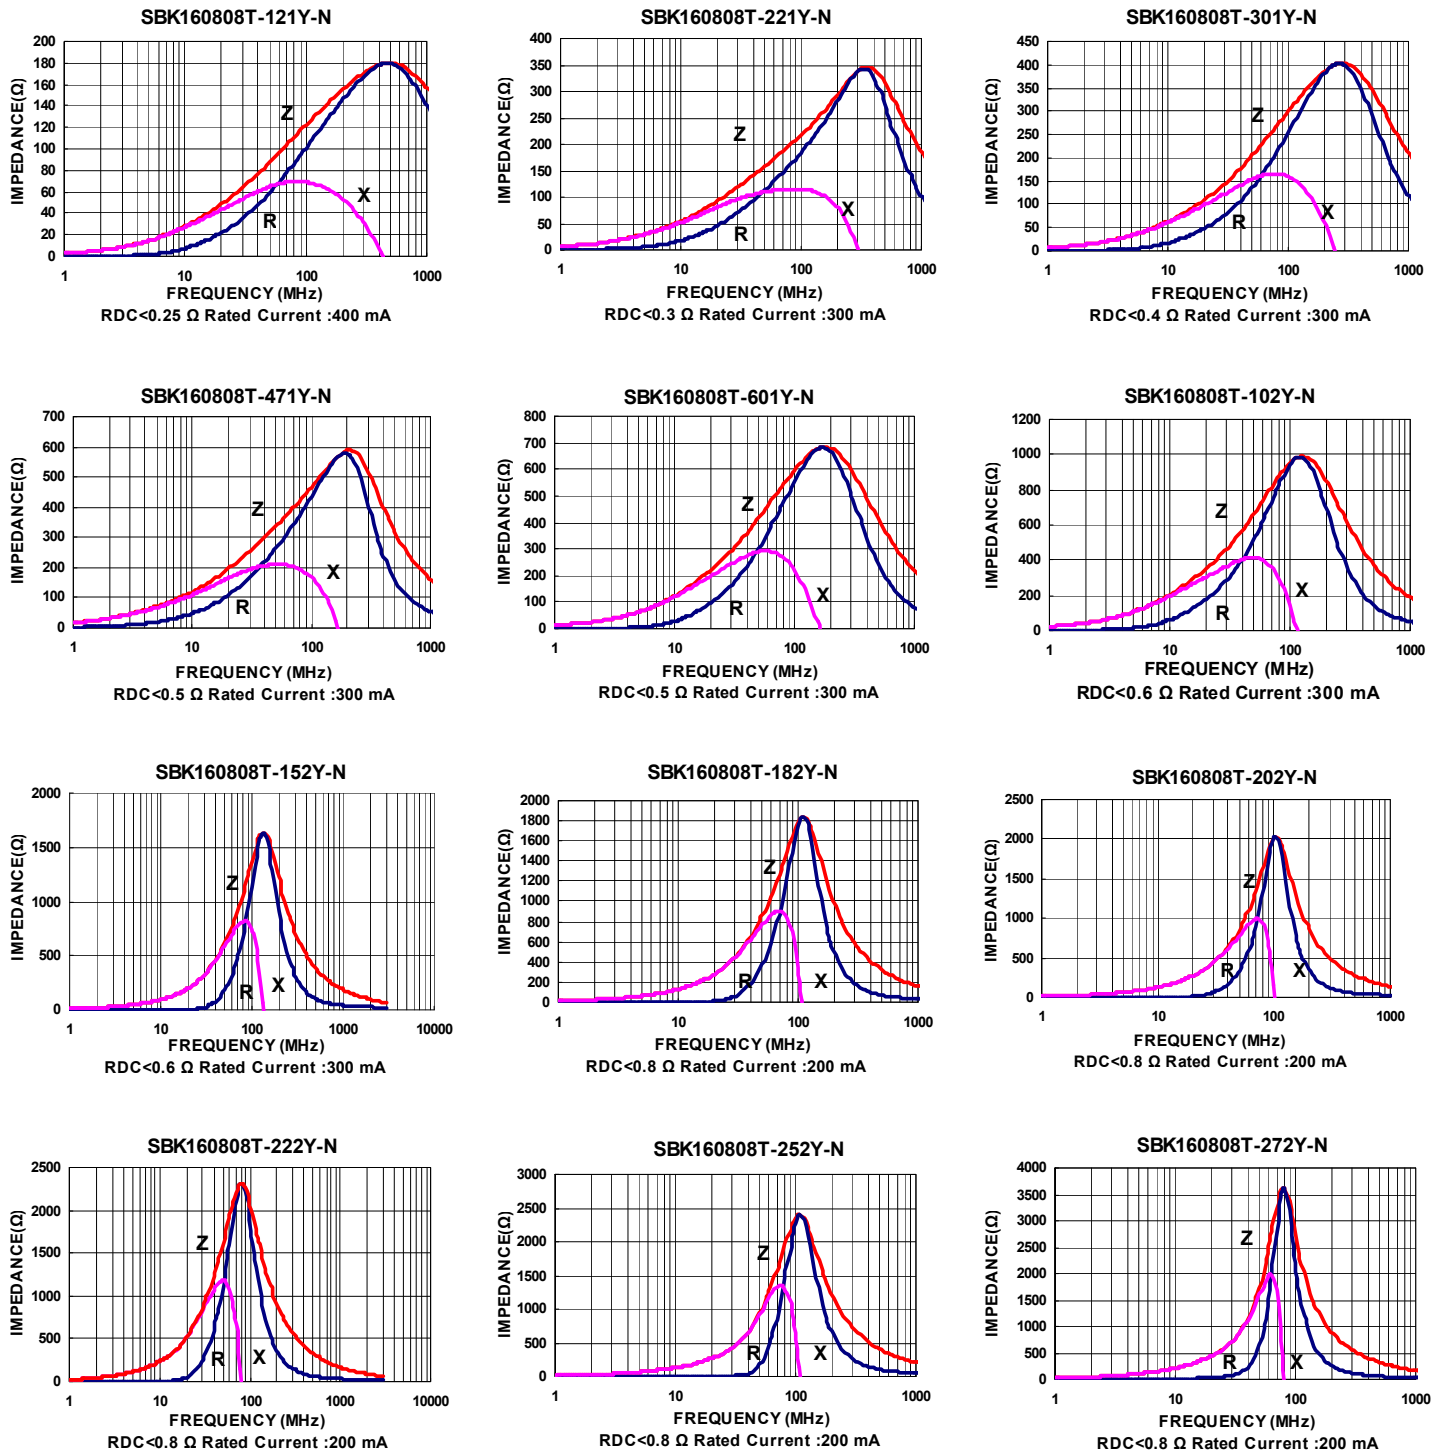 SBK160808T-121Y-N
IMPEDANCE(Ω)
200
180
160
140
120
100
80
60
40
20
0
Z
X
R
1 10 100 1000
FREQUENCY (MHz)
RDC<0.25 Ω Rated Current :400 mA
SBK160808T-221Y-N
IMPEDANCE(Ω)
400
350
300
250
200
150
100
50
0
Z
X
R
1 10 100 1000
FREQUENCY (MHz)
RDC<0.3 Ω Rated Current :300 mA
SBK160808T-301Y-N
IMPEDANCE(Ω)
450
400
350
300
250
200
150
100
50
0
Z
X
R
1 10 100 1000
FREQUENCY (MHz)
RDC<0.4 Ω Rated Current :300 mA
SBK160808T-471Y-N
IMPEDANCE(Ω)
700
600
500
400
300
200
100
0
Z
X
R
1 10 100 1000
FREQUENCY (MHz)
RDC<0.5 Ω Rated Current :300 mA
SBK160808T-601Y-N
IMPEDANCE(Ω)
800
700
600
500
400
300
200
100
0
Z
X
R
1 10 100 1000
FREQUENCY (MHz)
RDC<0.5 Ω Rated Current :300 mA
SBK160808T-102Y-N
IMPEDANCE(Ω)
1200
1000
800
600
400
200
0
Z
X
R
1 10 100 1000
FREQUENCY (MHz)
RDC<0.6 Ω Rated Current :300 mA
SBK160808T-152Y-N
IMPEDANCE(Ω)
2000
1500
1000
500
0
Z
R
X
1 10 100 1000 10000
FREQUENCY (MHz)
RDC<0.6 Ω Rated Current :300 mA
SBK160808T-182Y-N
IMPEDANCE(Ω)
2000
1800
1600
1400
1200
1000
800
600
400
200
0
Z
R
X
1 10 100 1000
FREQUENCY (MHz)
RDC<0.8 Ω Rated Current :200 mA
SBK160808T-202Y-N
IMPEDANCE(Ω)
2500
2000
1500
1000
500
0
Z
R
X
1 10 100 1000
FREQUENCY (MHz)
RDC<0.8 Ω Rated Current :200 mA
SBK160808T-222Y-N
IMPEDANCE(Ω)
2500
2000
1500
1000
500
0
Z
R
X
1 10 100 1000 10000
FREQUENCY (MHz)
RDC<0.8 Ω Rated Current :200 mA
SBK160808T-252Y-N
IMPEDANCE(Ω)
3000
2500
2000
1500
1000
500
0
Z
R
X
1 10 100 1000
FREQUENCY (MHz)
RDC<0.8 Ω Rated Current :200 mA
SBK160808T-272Y-N
IMPEDANCE(Ω)
4000
3500
3000
2500
2000
1500
1000
500
0
Z
R
X
1 10 100 1000
FREQUENCY (MHz)
RDC<0.8 Ω Rated Current :200 mA